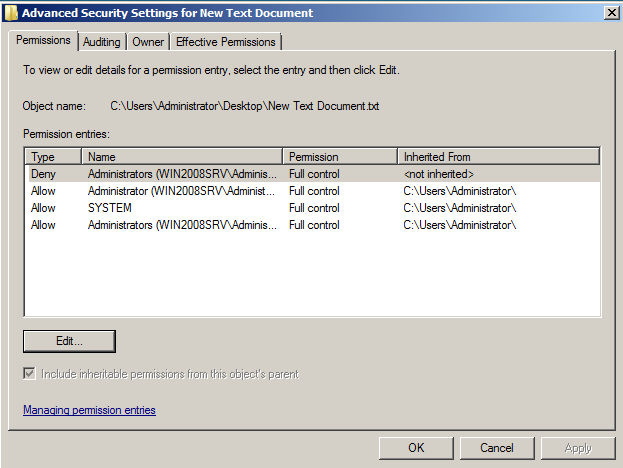 Advanced Security Settings for New Text Document
Permissions Auditing Owner Effective Permissions
To view or edit details for a permission entry, select the entry and then click Edit.
Object name: C:\Users\Administrator\Desktop\New Text Document.txt
Permission entries:
Type Name Permission Inherited From
Deny Administrators (WIN2008SRV\Adminis... Full control <not inherited>
Allow Administrator (WIN2008SRV\Administ... Full control C:\Users\Administrator\
Allow SYSTEM Full control C:\Users\Administrator\
Allow Administrators (WIN2008SRV\Adminis... Full control C:\Users\Administrator\
Edit...
Include inheritable permissions from this object's parent
Managing permission entries
OK Cancel Apply